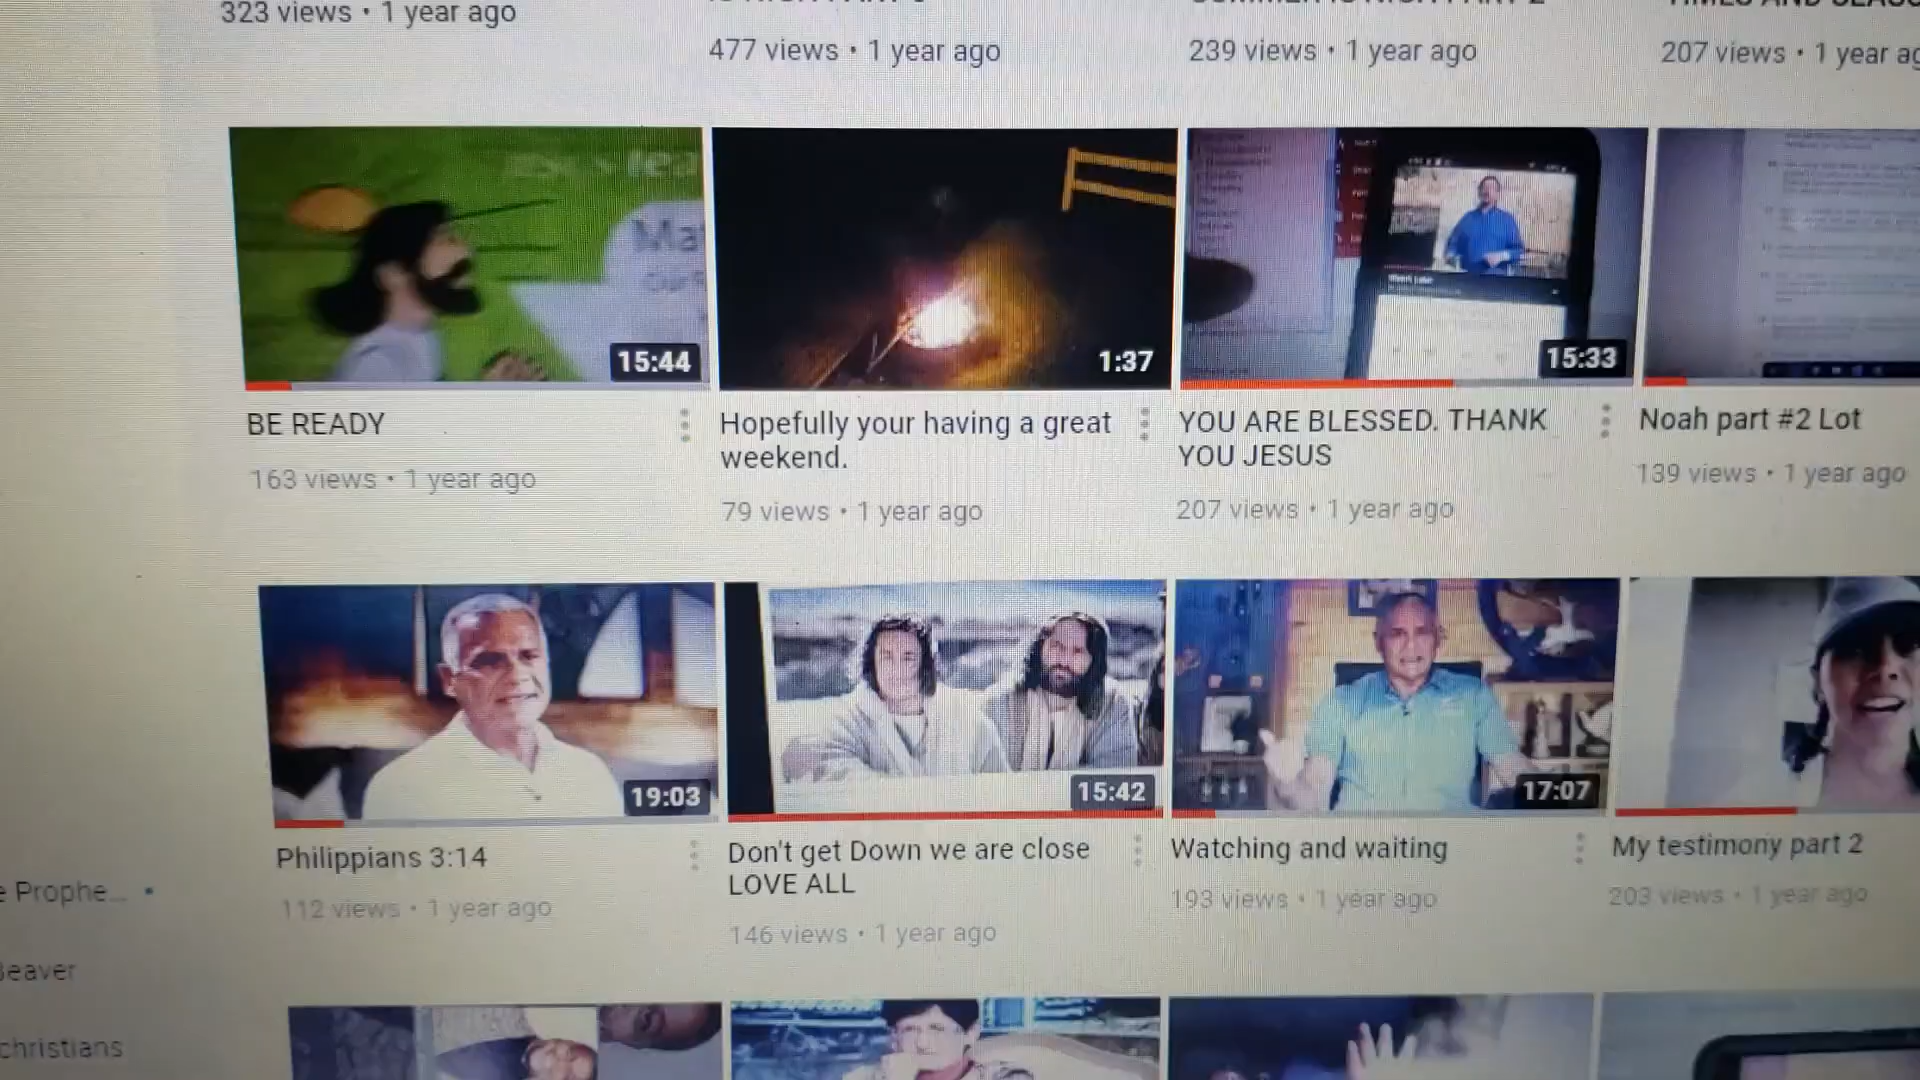 323 views • 1 year ago
477 views • 1 year ago
239 views • 1 year ago
207 views • 1 year ag
15:44
1:37
15:33
BE READY
Hopefully your having a great
weekend.
YOU ARE BLESSED. THANK
YOU JESUS
Noah part #2 Lot
163 views • 1 year ago
79 views • 1 year ago
207 views • 1 year ago
139 views • 1 year ago
19:03
15:42
17:07
Philippians 3:14
Don't get Down we are close
LOVE ALL
Watching and waiting
My testimony part 2
112 views • 1 year ago
146 views • 1 year ago
193 views • 1 year ago
203 views • 1 year ago
e Prophe... •
Beaver
christians